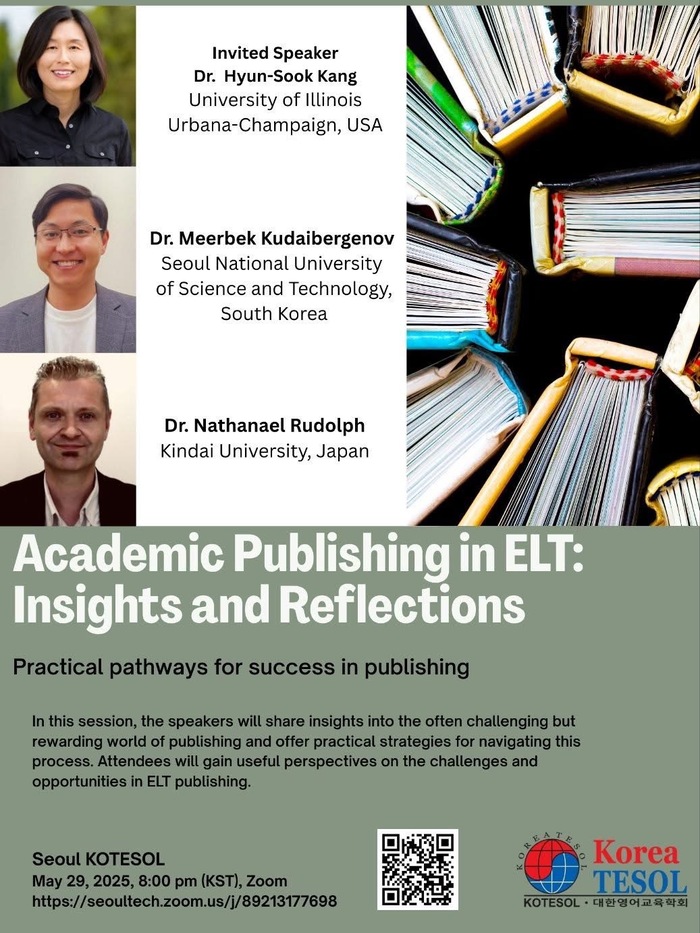 Invited Speaker
Dr. Hyun-Sook Kang
University of Illinois
Urbana-Champaign, USA
Dr. Meerbek Kudaibergenov
Seoul National University
of Science and Technology,
South Korea
Dr. Nathanael Rudolph
Kindai University, Japan
Academic Publishing in ELT:
Insights and Reflections
Practical pathways for success in publishing
In this session, the speakers will share insights into the often challenging but
rewarding world of publishing and offer practical strategies for navigating this
process. Attendees will gain useful perspectives on the challenges and
opportunities in ELT publishing.
Seoul KOTESOL
May 29, 2025, 8:00 pm (KST), Zoom
https://seoultech.zoom.us/j/89213177698
KOREA TESOL
Korea
TESOL
KOTESOL · 대한영어교육학회